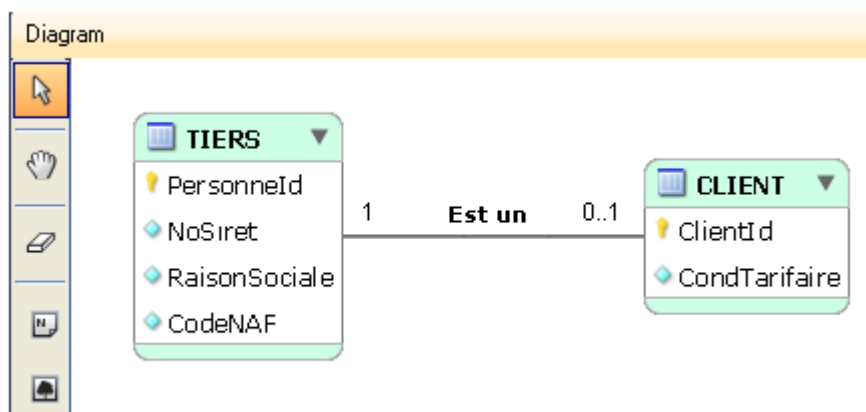 Diagram
TIERS
PersonneId
NoSiret
RaisonSociale
CodeNAF
1 Est un 0..1
CLIENT
ClientId
CondTarifaire
N